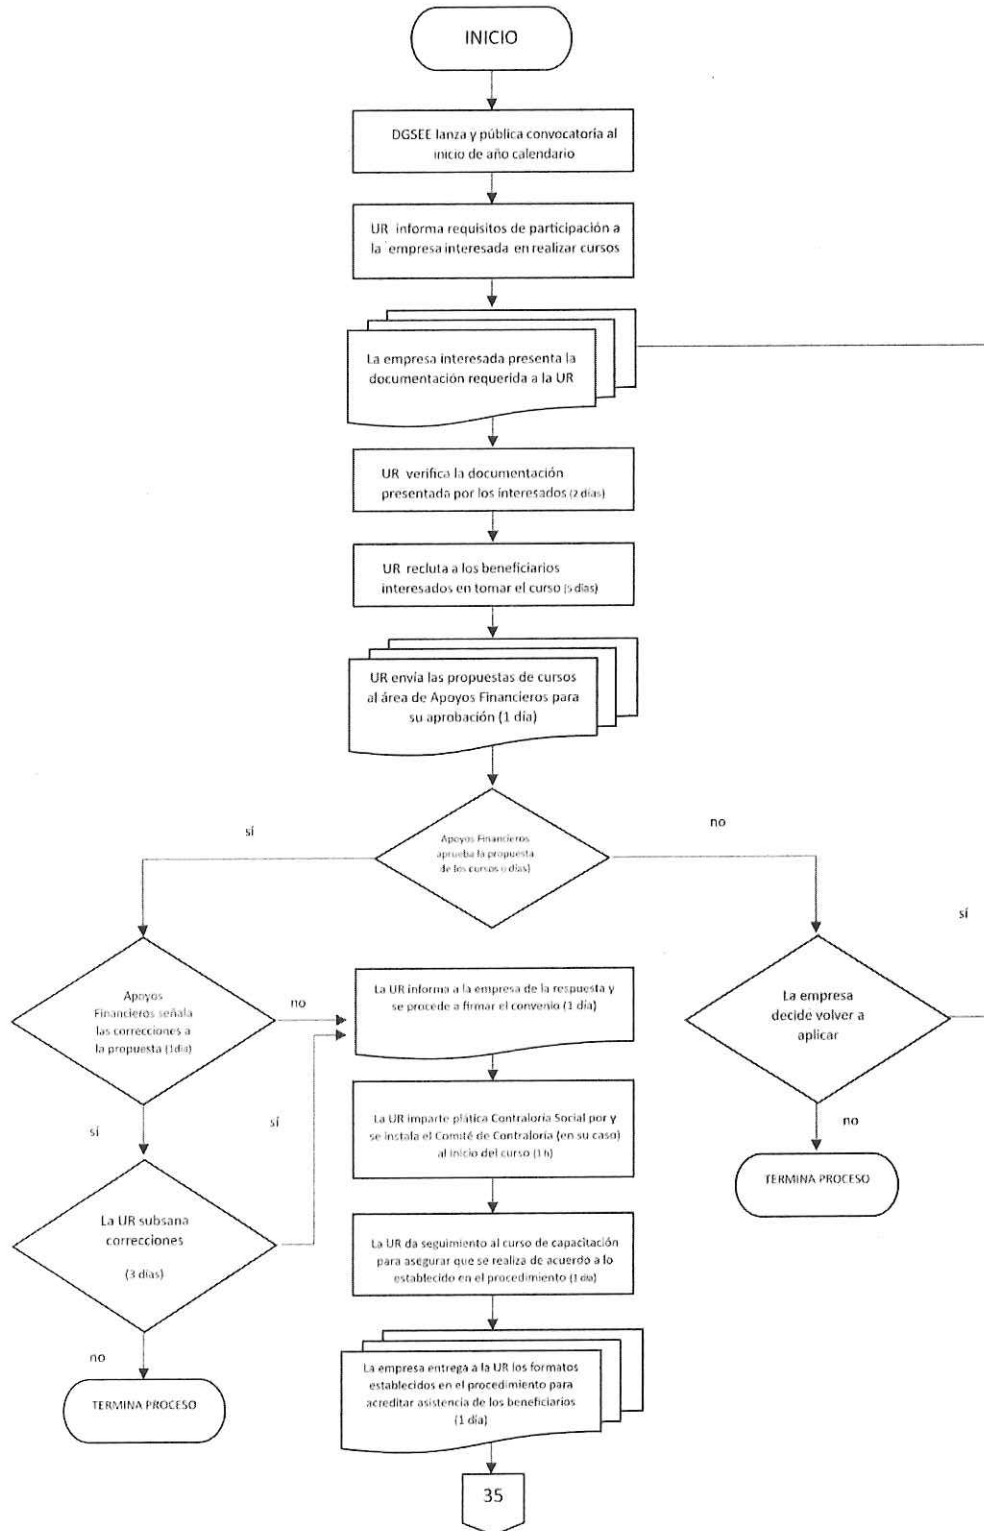 INICIO
DGSEE lanza y pública convocatoria al
inicio de año calendario
UR informa requisitos de participación a
la empresa interesada en realizar cursos
La empresa interesada presenta la
documentación requerida a la UR
UR verifica la documentación
presentada por los interesados (2 días)
UR recluta a los beneficiarios
interesados en tomar el curso (5 días)
UR envía las propuestas de cursos
al área de Apoyos Financieros para
su aprobación (1 día)
sí
no
Apoyos Financieros
aprueba la propuesta
de los cursos días)
sí
Apoyos
Financieros señala
las correcciones a
la propuesta (1día)
no
La UR informa a la empresa de la respuesta y
se procede a firmar el convenio (1 día)
La empresa
decide volver a
aplicar
sí
sí
no
La UR imparte plática Contraloría Social por y
se instala el Comité de Contraloría (en su caso)
al inicio del curso (1 h)
TERMINA PROCESO
La UR subsana
correcciones
(3 días)
La UR da seguimiento al curso de capacitación
para asegurar que se realiza de acuerdo a lo
establecido en el procedimiento (1 día)
no
TERMINA PROCESO
La empresa entrega a la UR los formatos
establecidos en el procedimiento para
acreditar asistencia de los beneficiarios
(1 día)
35